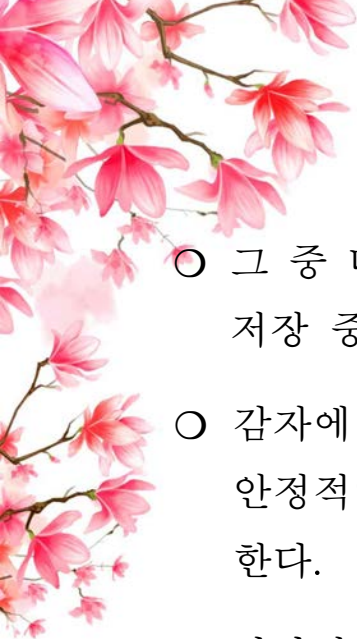 ❍ 그 중
저장 중
❍ 감자에
안정적
한다.